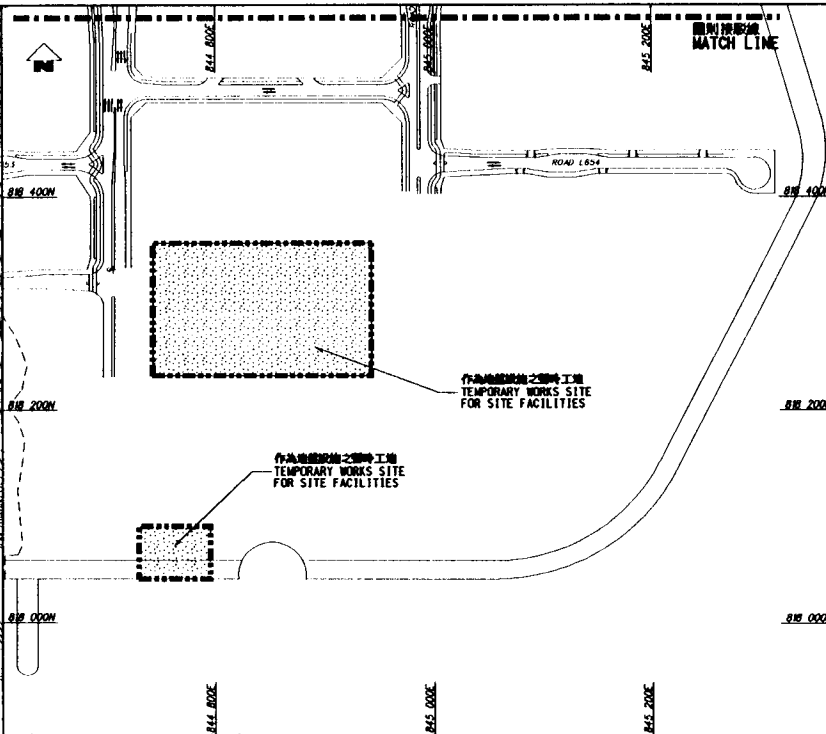 844 800E
845 000E
845 200E
圖則接駁線
MATCH LINE
N
ROAD L654
818 400N
818 400N
作為地盤設施之臨時工地
TEMPORARY WORKS SITE
FOR SITE FACILITIES
818 200N
818 200N
作為地盤設施之臨時工地
TEMPORARY WORKS SITE
FOR SITE FACILITIES
818 000N
818 000N
844 800E
845 000E
845 200E